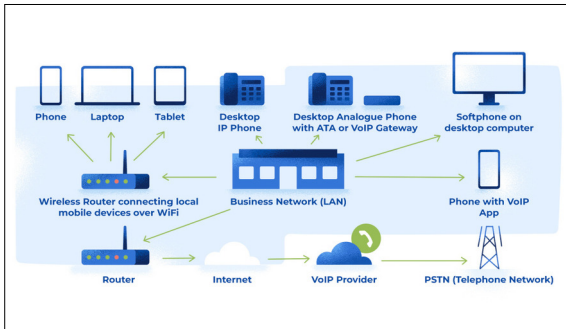 Phone
Laptop
Tablet
Desktop
IP Phone
Desktop Analogue Phone
with ATA or VoIP Gateway
Softphone on
desktop computer
Wireless Router connecting local
mobile devices over WiFi
Business Network (LAN)
Phone with VoIP
App
Router
Internet
VoIP Provider
PSTN (Telephone Network)